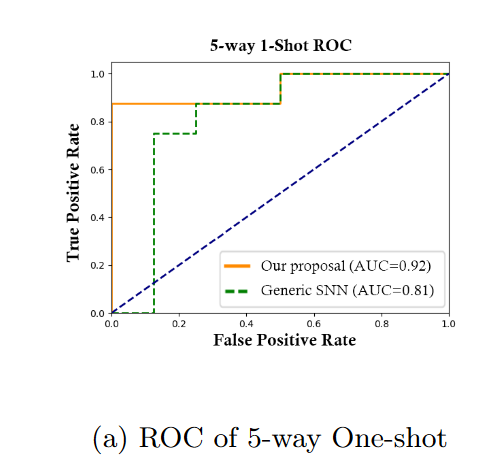 5-way 1-Shot ROC
True Positive Rate
1.0
0.8
0.6
0.4
0.2
0.0
Our proposal (AUC=0.92)
Generic SNN (AUC=0.81)
0.0 0.2 0.4 0.6 0.8 1.0
False Positive Rate
(a) ROC of 5-way One-shot